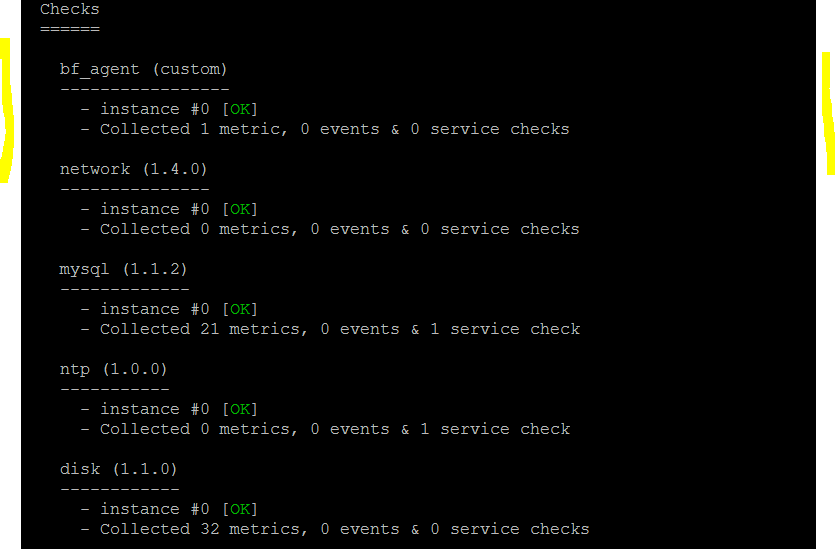 Checks
======
bf_agent (custom)
-----------------
- instance #0 [OK]
- Collected 1 metric, 0 events & 0 service checks
network (1.4.0)
---------------
- instance #0 [OK]
- Collected 0 metrics, 0 events & 0 service checks
mysql (1.1.2)
-------------
- instance #0 [OK]
- Collected 21 metrics, 0 events & 1 service check
ntp (1.0.0)
-----------
- instance #0 [OK]
- Collected 0 metrics, 0 events & 1 service check
disk (1.1.0)
------------
- instance #0 [OK]
- Collected 32 metrics, 0 events & 0 service checks